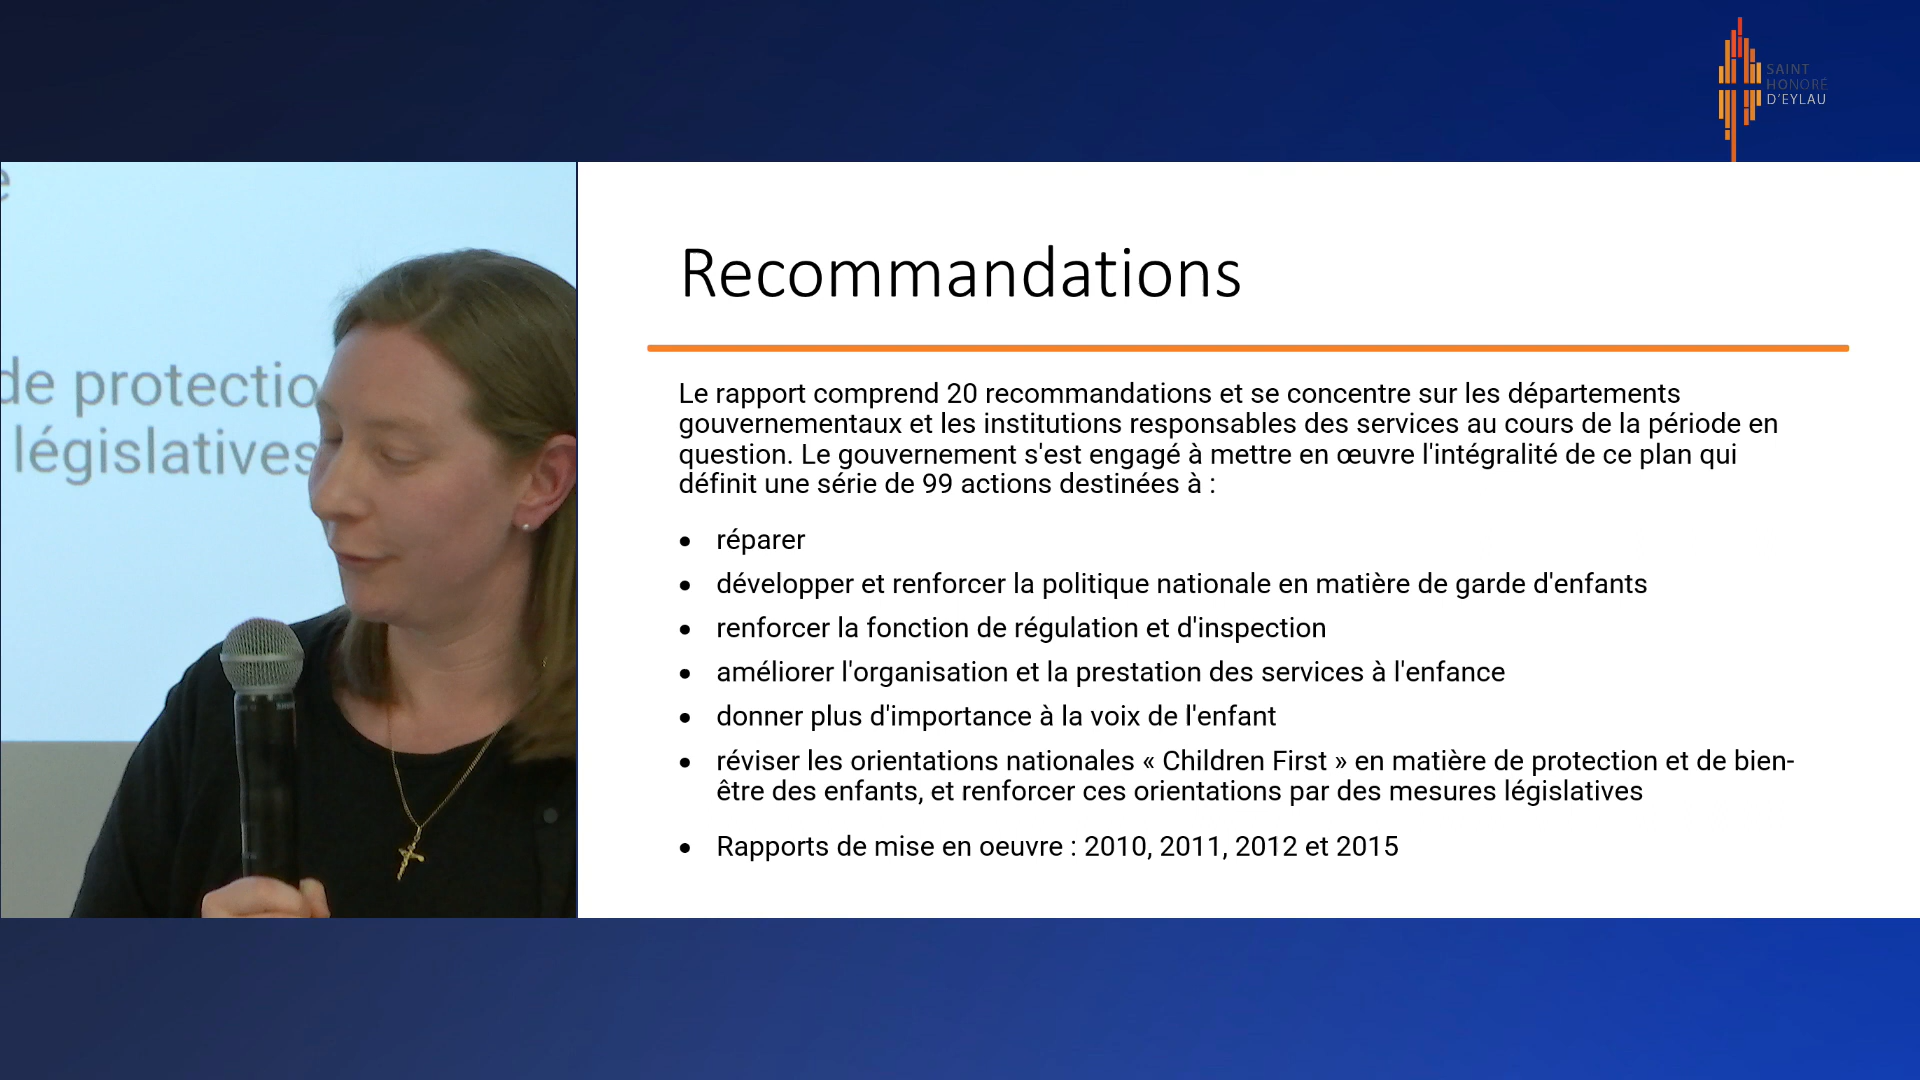 SAINT
HONORÉ
D'EYLAU
de protectio
législatives
Recommandations
Le rapport comprend 20 recommandations et se concentre sur les départements
gouvernementaux et les institutions responsables des services au cours de la période en
question. Le gouvernement s'est engagé à mettre en œuvre l'intégralité de ce plan qui
définit une série de 99 actions destinées à :
• réparer
• développer et renforcer la politique nationale en matière de garde d'enfants
• renforcer la fonction de régulation et d'inspection
• améliorer l'organisation et la prestation des services à l'enfance
• donner plus d'importance à la voix de l'enfant
• réviser les orientations nationales « Children First » en matière de protection et de bien-
être des enfants, et renforcer ces orientations par des mesures législatives
• Rapports de mise en oeuvre : 2010, 2011, 2012 et 2015